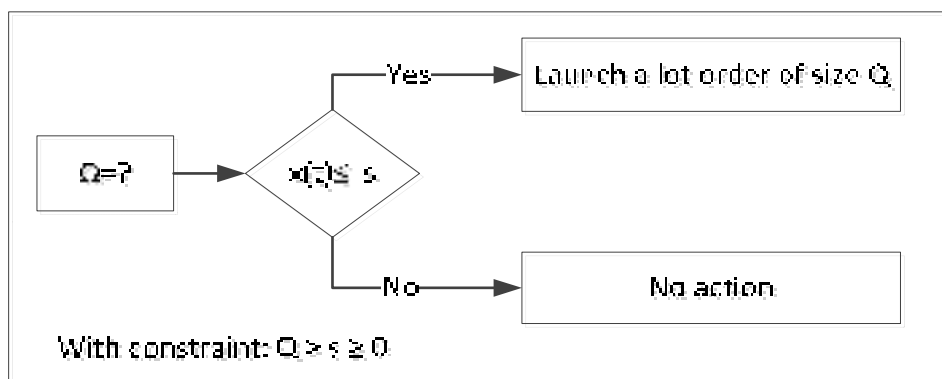 Yes
Launch a lot order of size Q
Ω=?
x(t)≤ s
No
No action
With constraint: Q > s ≥ 0